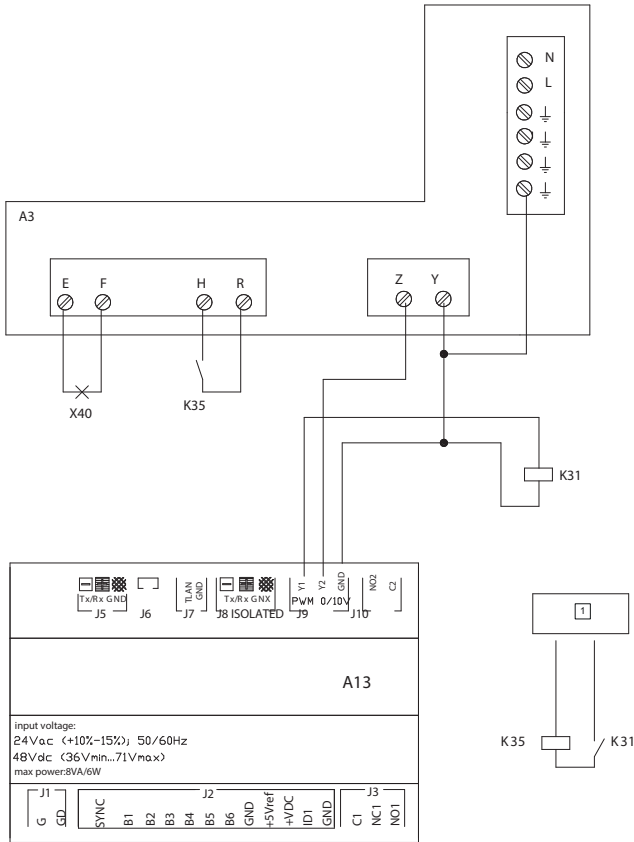 N
L
A3
E F H R
Z Y
X40
K35
K31
Tx/Rx GND
J5
J6
TLAN
GND
J7
Tx/Rx GNX
J8 ISOLATED
Y1
Y2
GND
PWM 0/10V
J9
J10
NO2
C2
1
A13
K35
K31
input voltage:
24Vac (+10%-15%); 50/60Hz
48Vdc (36Vmin...71Vmax)
max power:8VA/6W
J1
G
GD
J2
SYNC
B1
B2
B3
B4
B5
B6
GND
+5Vref
+VDC
ID1
GND
J3
C1
NC1
NO1